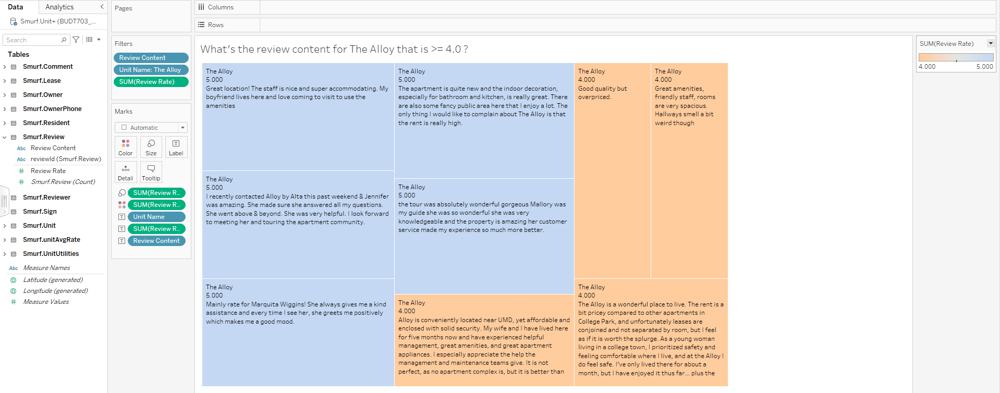 Data
Analytics
Smurf.Unit+ (BUDT703_...
Search
Tables
Smurf.Comment
Smurf.Lease
Smurf.Owner
Smurf.OwnerPhone
Smurf.Resident
Smurf.Review
Abc Review Content
Abc reviewId (Smurf.Review)
Review Rate
Smurf.Review (Count)
Smurf.Reviewer
Smurf.Sign
Smurf.Unit
Smurf.unitAvgRate
Smurf.UnitUtilities
Abc Measure Names
Latitude (generated)
Longitude (generated)
Measure Values
Pages
Filters
Review Content
Unit Name: The Alloy
SUM(Review Rate)
Marks
Automatic
Color
Size
T
Label
Detail
Tooltip
SUM(Review R..
SUM(Review R..
T Unit Name
T SUM(Review R..
T Review Content
Columns
Rows
What's the review content for The Alloy that is >= 4.0 ?
The Alloy
5.000
Great location! The staff is nice and super accommodating. My
boyfriend lives here and love coming to visit to use the
amenities
The Alloy
5.000
I recently contacted Alloy by Alta this past weekend & Jennifer
was amazing. She made sure she answered all my questions.
She went above & beyond. She was very helpful. I look forward
to meeting her and touring the apartment community.
The Alloy
5.000
Mainly rate for Marquita Wiggins! She always gives me a kind
assistance and every time I see her, she greets me positively
which makes me a good mood.
The Alloy
5.000
The apartment is quite new and the indoor decoration,
especially for bathroom and kitchen, is really great. There
are also some fancy public area here that I enjoy a lot. The
only thing I would like to complain about The Alloy is that
the rent is really high.
The Alloy
5.000
the tour was absolutely wonderful gorgeous Mallory was
my guide she was so wonderful she was very
knowledgeable and the property is amazing her customer
service made my experience so much more better.
The Alloy
4.000
Alloy is conveniently located near UMD, yet affordable and
enclosed with solid security. My wife and I have lived here
for five months now and have experienced helpful
management, great amenities, and great apartment
appliances. I especially appreciate the help the
management and maintenance teams give. It is not
perfect, as no apartment complex is, but it is better than
The Alloy
4.000
Good quality but
overpriced.
The Alloy
4.000
Great amenities,
friendly staff, rooms
are very spacious.
Hallways smell a bit
weird though
The Alloy
4.000
The Alloy is a wonderful place to live. The rent is a
bit pricey compared to other apartments in
College Park, and unfortunately leases are
conjoined and not separated by room, but I feel
as if it is worth the splurge. As a young woman
living in a college town, I prioritized safety and
feeling comfortable where I live, and at the Alloy I
do feel safe. I've only lived there for about a
month, but I have enjoyed it thus far... plus the
SUM(Review Rate)
4.000
5.000